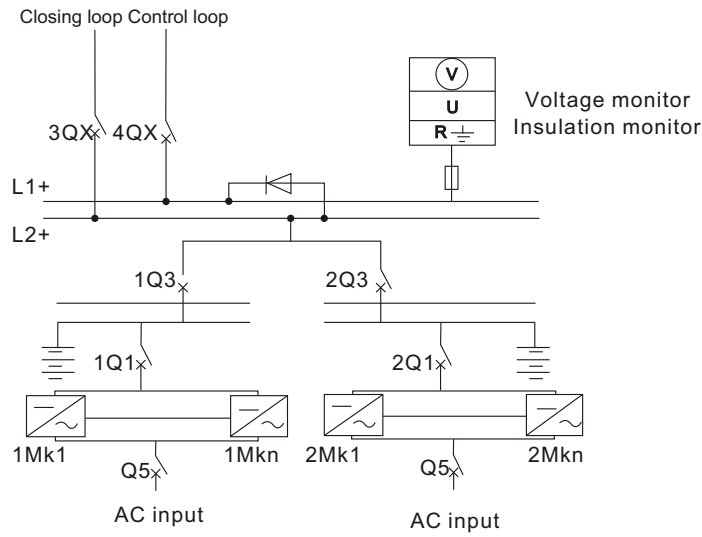 Closing loop Control loop
V
U
R
Voltage monitor
Insulation monitor
3QX
4QX
L1+
L2+
1Q3
2Q3
1Q1
2Q1
1Mk1
1Mkn
2Mk1
2Mkn
Q5
Q5
AC input
AC input